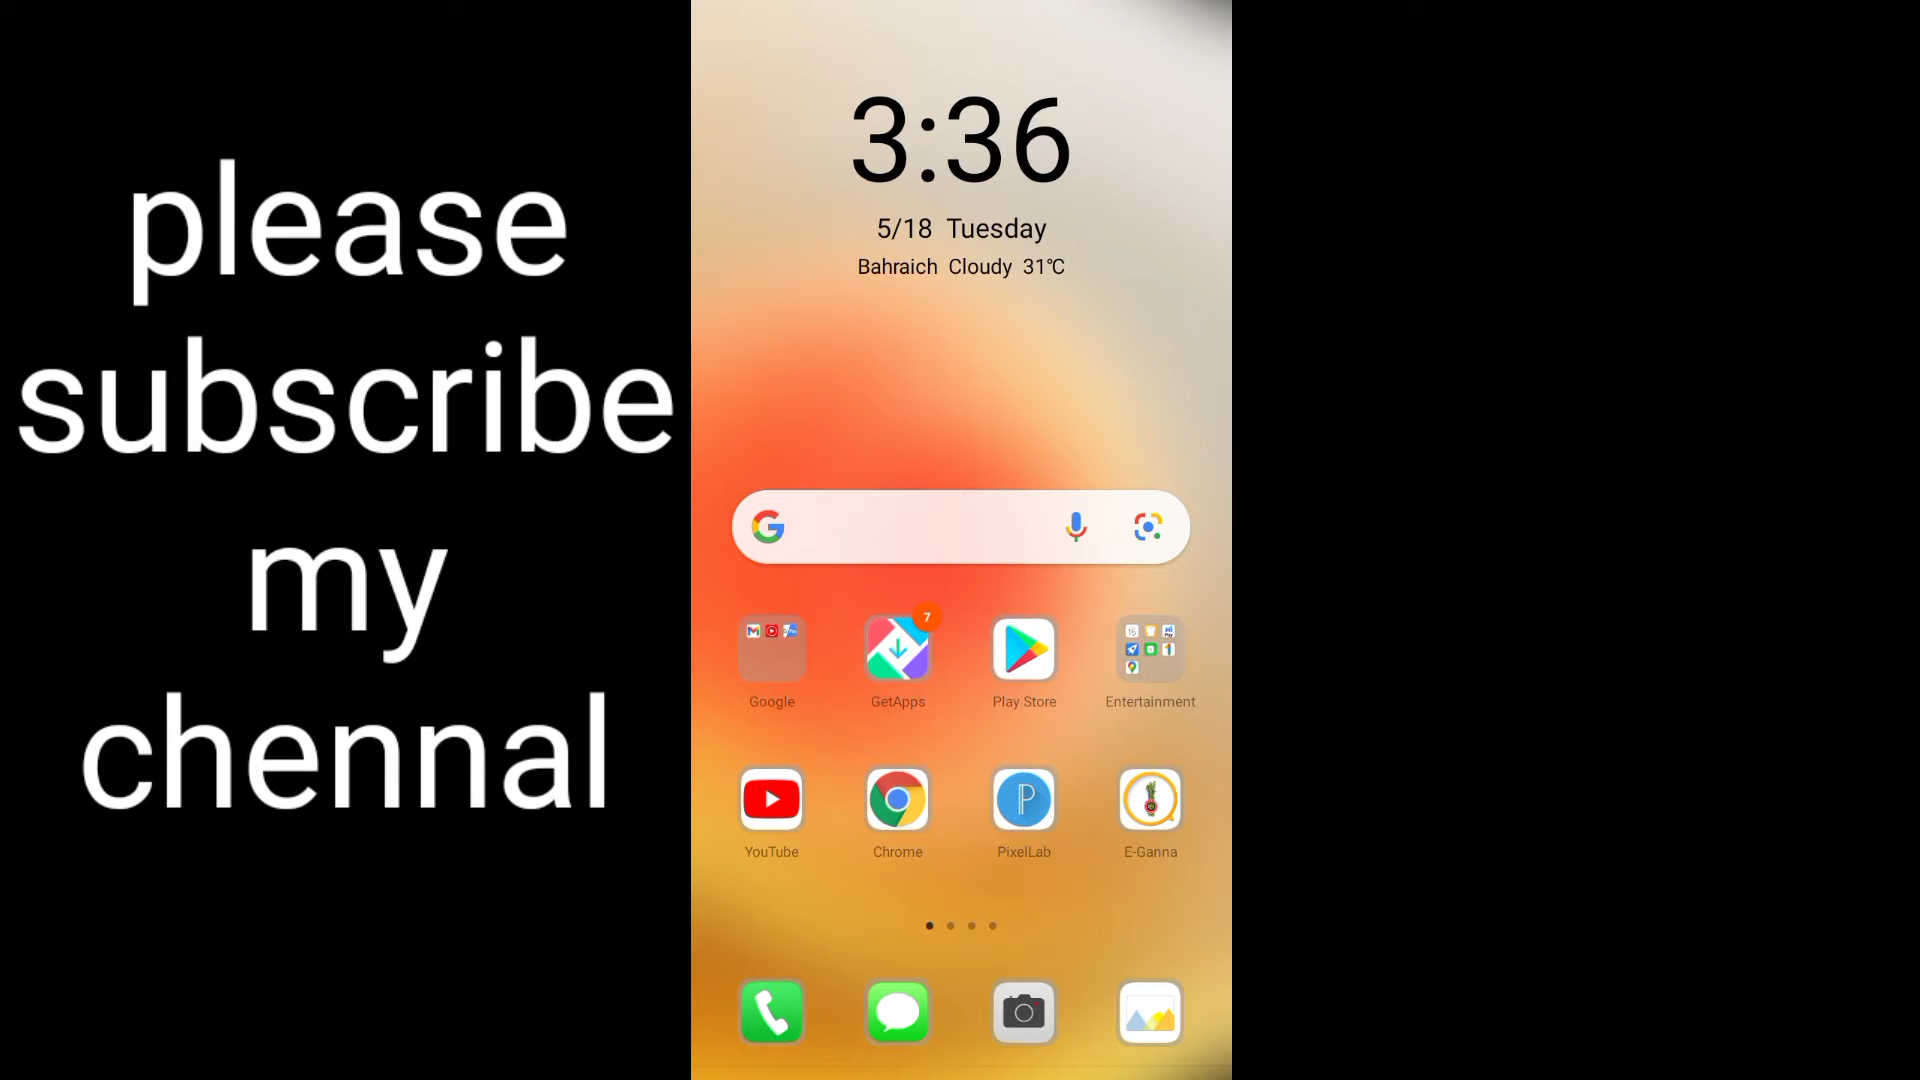 please
subscribe
my
chennal
3:36
5/18 Tuesday
Bahraich Cloudy 31°C
7
Google GetApps Play Store Entertainment
YouTube Chrome PixelLab E-Ganna